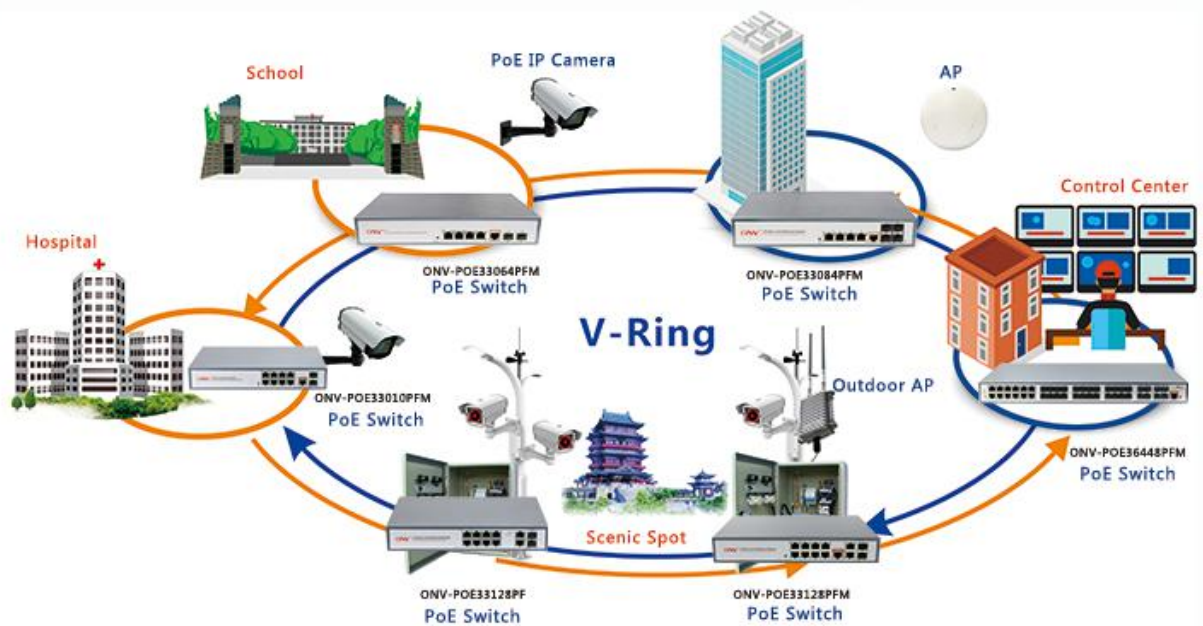 School
PoE IP Camera
AP
Control Center
ONV-POE33064PFM
PoE Switch
ONV-POE33084PFM
PoE Switch
Hospital
V-Ring
ONV-POE33010PFM
PoE Switch
Outdoor AP
ONV-POE36448PFM
PoE Switch
Scenic Spot
ONV-POE33128PF
PoE Switch
ONV-POE33128PFM
PoE Switch